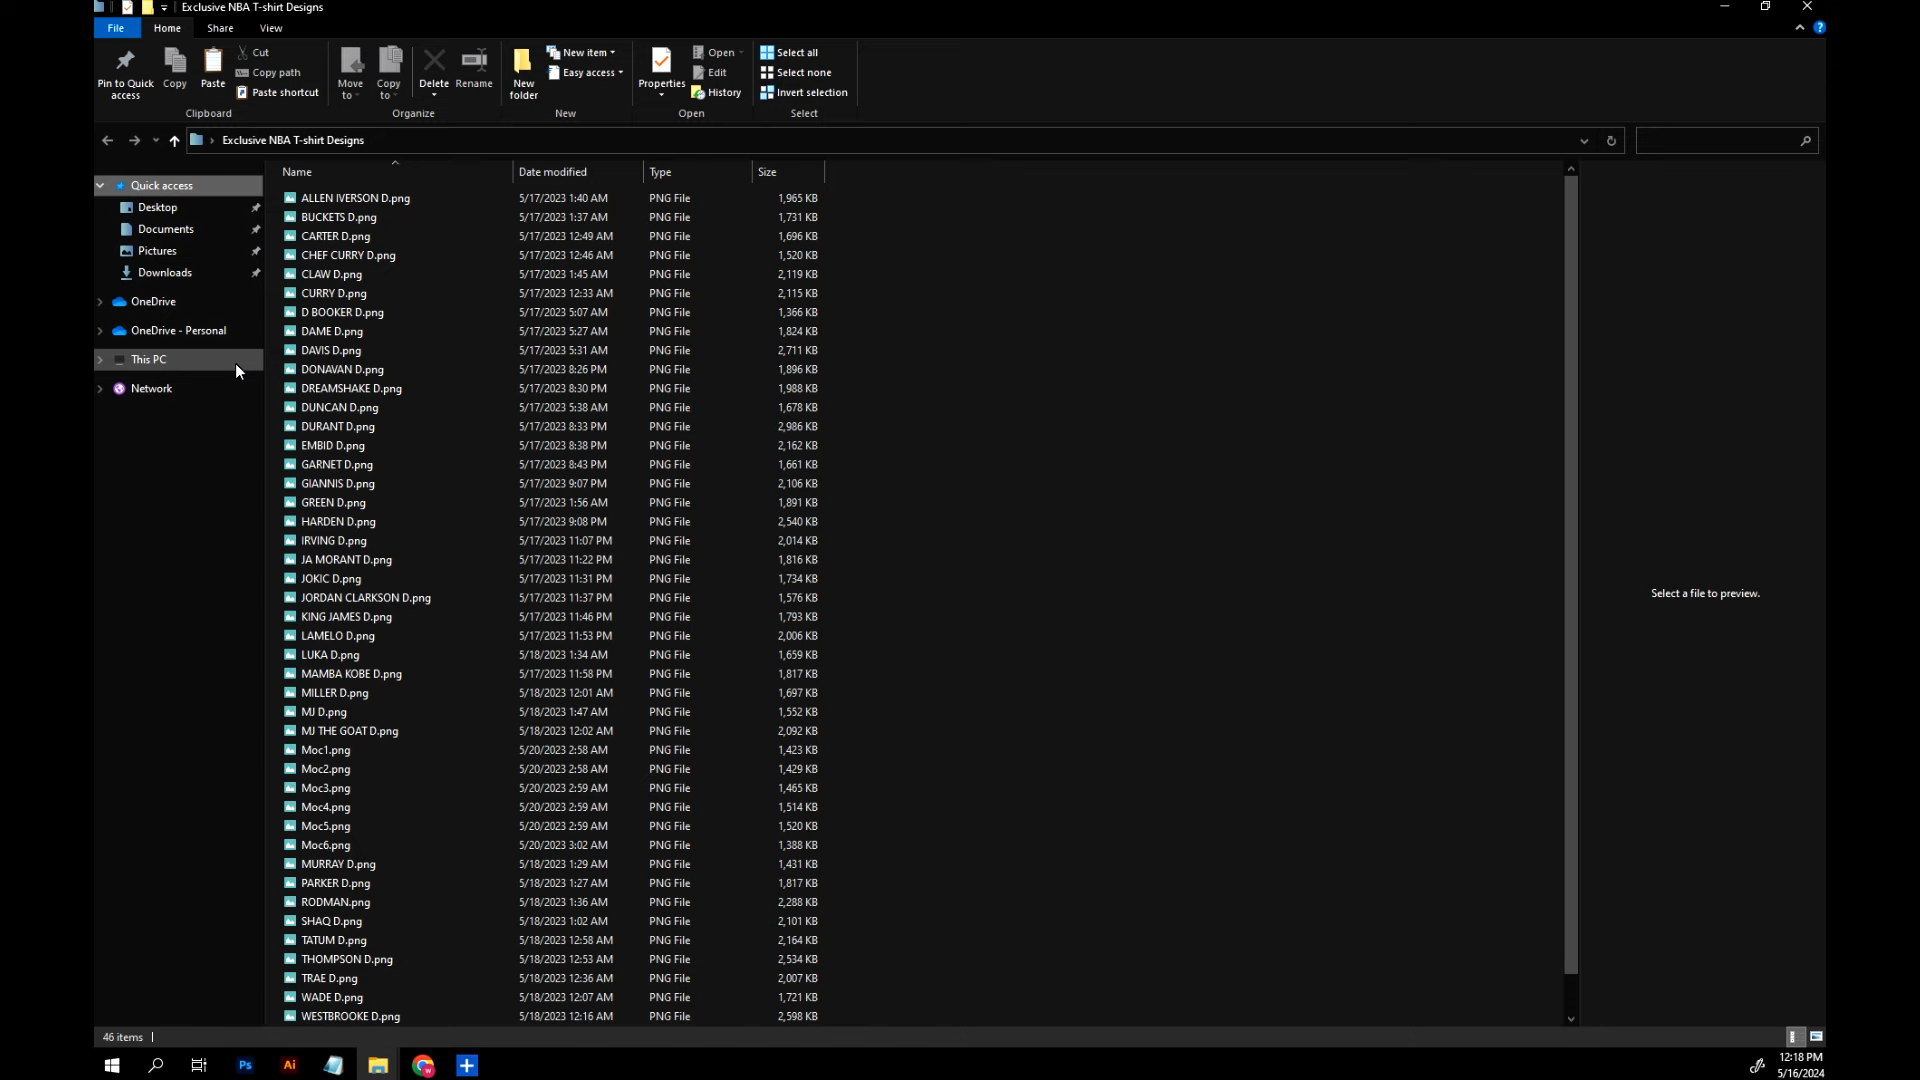 Exclusive NBA T-shirt Designs
File Home Share View
Pin to Quick access
Copy
Paste
Cut
Copy path
Paste shortcut
Clipboard
Move to
Copy to
Delete
Rename
Organize
New folder
New item
Easy access
New
Properties
Open
Edit
History
Open
Select all
Select none
Invert selection
Select
Exclusive NBA T-shirt Designs
Quick access
Desktop
Documents
Pictures
Downloads
OneDrive
OneDrive - Personal
This PC
Network
Name Date modified Type Size
ALLEN IVERSON D.png 5/17/2023 1:40 AM PNG File 1,965 KB
BUCKETS D.png 5/17/2023 1:37 AM PNG File 1,731 KB
CARTER D.png 5/17/2023 12:49 AM PNG File 1,696 KB
CHEF CURRY D.png 5/17/2023 12:46 AM PNG File 1,520 KB
CLAW D.png 5/17/2023 1:45 AM PNG File 2,119 KB
CURRY D.png 5/17/2023 12:33 AM PNG File 2,115 KB
D BOOKER D.png 5/17/2023 5:07 AM PNG File 1,366 KB
DAME D.png 5/17/2023 5:27 AM PNG File 1,824 KB
DAVIS D.png 5/17/2023 5:31 AM PNG File 2,711 KB
DONAVAN D.png 5/17/2023 8:26 PM PNG File 1,896 KB
DREAMSHAKE D.png 5/17/2023 8:30 PM PNG File 1,988 KB
DUNCAN D.png 5/17/2023 5:38 AM PNG File 1,678 KB
DURANT D.png 5/17/2023 8:33 PM PNG File 2,986 KB
EMBID D.png 5/17/2023 8:38 PM PNG File 2,162 KB
GARNET D.png 5/17/2023 8:43 PM PNG File 1,661 KB
GIANNIS D.png 5/17/2023 9:07 PM PNG File 2,106 KB
GREEN D.png 5/17/2023 1:56 AM PNG File 1,891 KB
HARDEN D.png 5/17/2023 9:08 PM PNG File 2,540 KB
IRVING D.png 5/17/2023 11:07 PM PNG File 2,014 KB
JA MORANT D.png 5/17/2023 11:22 PM PNG File 1,816 KB
JOKIC D.png 5/17/2023 11:31 PM PNG File 1,734 KB
JORDAN CLARKSON D.png 5/17/2023 11:37 PM PNG File 1,576 KB
KING JAMES D.png 5/17/2023 11:46 PM PNG File 1,793 KB
LAMELO D.png 5/17/2023 11:53 PM PNG File 2,006 KB
LUKA D.png 5/18/2023 1:34 AM PNG File 1,659 KB
MAMBA KOBE D.png 5/17/2023 11:58 PM PNG File 1,817 KB
MILLER D.png 5/18/2023 12:01 AM PNG File 1,697 KB
MJ D.png 5/18/2023 1:47 AM PNG File 1,552 KB
MJ THE GOAT D.png 5/18/2023 12:02 AM PNG File 2,092 KB
Moc1.png 5/20/2023 2:58 AM PNG File 1,423 KB
Moc2.png 5/20/2023 2:58 AM PNG File 1,429 KB
Moc3.png 5/20/2023 2:59 AM PNG File 1,465 KB
Moc4.png 5/20/2023 2:59 AM PNG File 1,514 KB
Moc5.png 5/20/2023 2:59 AM PNG File 1,520 KB
Moc6.png 5/20/2023 3:02 AM PNG File 1,388 KB
MURRAY D.png 5/18/2023 1:29 AM PNG File 1,431 KB
PARKER D.png 5/18/2023 1:27 AM PNG File 1,817 KB
RODMAN.png 5/18/2023 1:36 AM PNG File 2,288 KB
SHAQ D.png 5/18/2023 1:02 AM PNG File 2,101 KB
TATUM D.png 5/18/2023 12:58 AM PNG File 2,164 KB
THOMPSON D.png 5/18/2023 12:53 AM PNG File 2,534 KB
TRAE D.png 5/18/2023 12:36 AM PNG File 2,007 KB
WADE D.png 5/18/2023 12:07 AM PNG File 1,721 KB
WESTBROOKE D.png 5/18/2023 12:16 AM PNG File 2,598 KB
Select a file to preview.
46 items
Ps
Ai
12:18 PM
5/16/2024